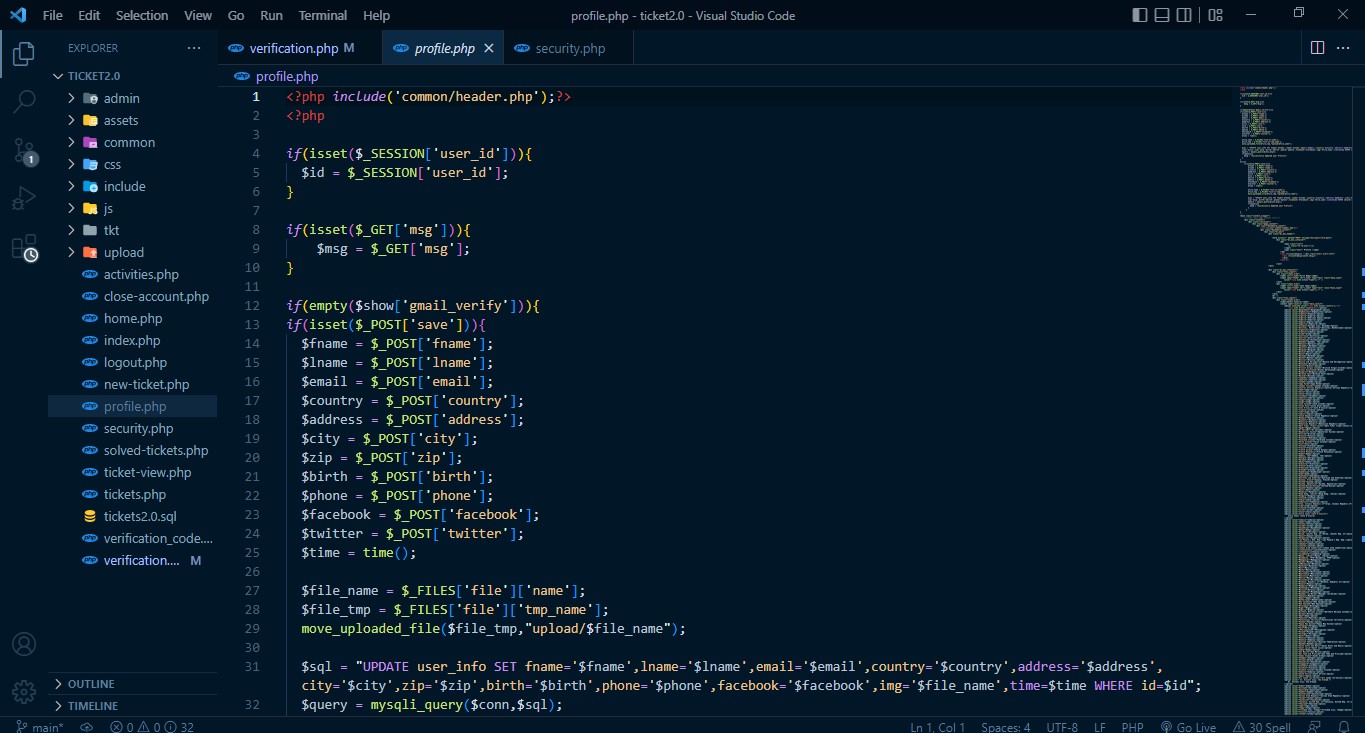 File Edit Selection View Go Run Terminal Help
profile.php - ticket2.0 - Visual Studio Code
EXPLORER
TICKET2.0
admin
assets
common
css
include
js
tkt
upload
activities.php
close-account.php
home.php
index.php
logout.php
new-ticket.php
profile.php
security.php
solved-tickets.php
ticket-view.php
tickets.php
tickets2.0.sql
verification_code....
verification.... M
OUTLINE
TIMELINE
1
verification.php M
profile.php
security.php
profile.php
1 <?php include('common/header.php');?>
2 <?php
3
4 if(isset($_SESSION['user_id'])){
5 $id = $_SESSION['user_id'];
6 }
7
8 if(isset($_GET['msg'])){
9 $msg = $_GET['msg'];
10 }
11
12 if(empty($show['gmail_verify'])){
13 if(isset($_POST['save'])){
14 $fname = $_POST['fname'];
15 $lname = $_POST['lname'];
16 $email = $_POST['email'];
17 $country = $_POST['country'];
18 $address = $_POST['address'];
19 $city = $_POST['city'];
20 $zip = $_POST['zip'];
21 $birth = $_POST['birth'];
22 $phone = $_POST['phone'];
23 $facebook = $_POST['facebook'];
24 $twitter = $_POST['twitter'];
25 $time = time();
26
27 $file_name = $_FILES['file']['name'];
28 $file_tmp = $_FILES['file']['tmp_name'];
29 move_uploaded_file($file_tmp,"upload/$file_name");
30
31 $sql = "UPDATE user_info SET fname='$fname',lname='$lname',email='$email',country='$country',address='$address',
city='$city',zip='$zip',birth='$birth',phone='$phone',facebook='$facebook',img='$file_name',time=$time WHERE id=$id";
32 $query = mysqli_query($conn,$sql);
main* 0 0 32 Ln 1, Col 1 Spaces: 4 UTF-8 LF PHP Go Live 30 Spell